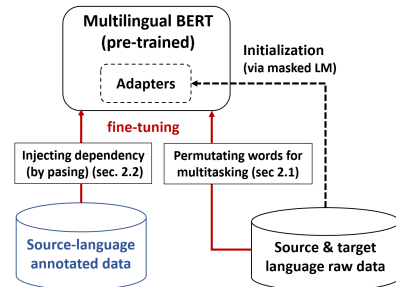 Multilingual BERT
(pre-trained)
Adapters
Initialization
(via masked LM)
fine-tuning
Injecting dependency
(by pasing) (sec. 2.2)
Permutating words for
multitasking (sec 2.1)
Source-language
annotated data
Source & target
language raw data